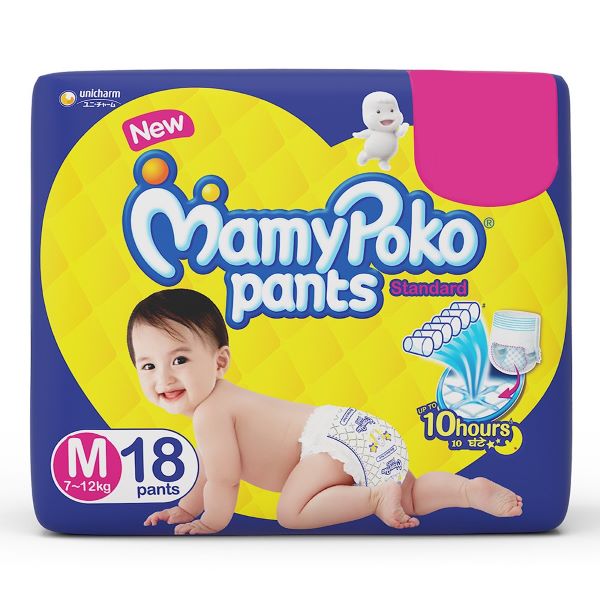 unicharm
ユニ・チャーム
New
MamyPoko®
pants
Standard
#
UP TO
10hours
10 घंटे
M
7~12kg
18
pants